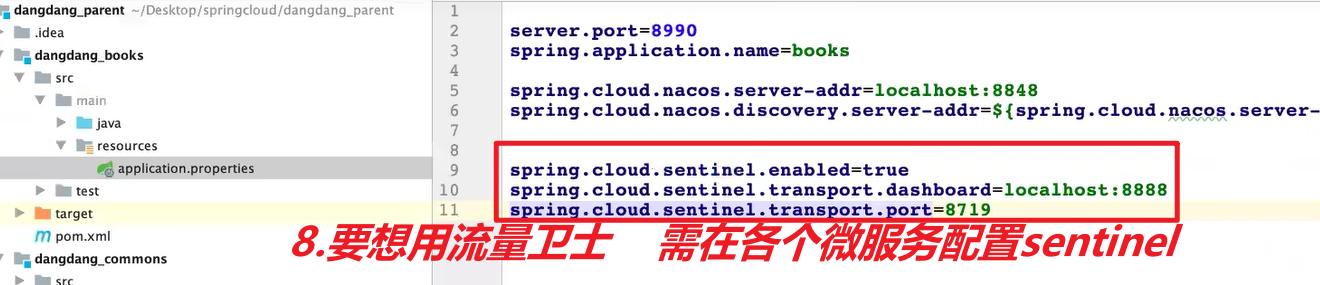 dangdang_parent ~/Desktop/springcloud/dangdang_parent
.idea
dangdang_books
src
main
java
resources
application.properties
test
target
pom.xml
dangdang_commons
src
1
2 server.port=8990
3 spring.application.name=books
4
5 spring.cloud.nacos.server-addr=localhost:8848
6 spring.cloud.nacos.discovery.server-addr=${spring.cloud.nacos.server-
7
8
9 spring.cloud.sentinel.enabled=true
10 spring.cloud.sentinel.transport.dashboard=localhost:8888
11 spring.cloud.sentinel.transport.port=8719
8.要想用流量卫士 需在各个微服务配置sentinel